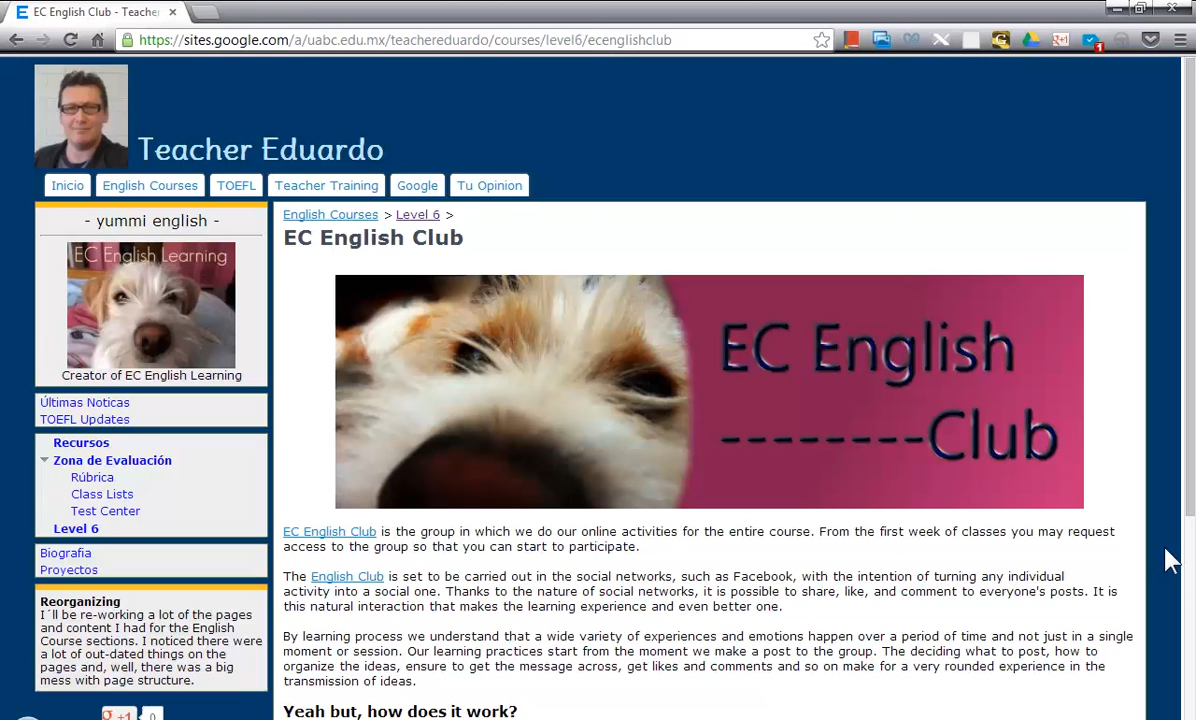 EC English Club - Teacher
https://sites.google.com/a/uabc.edu.mx/teachereduardo/courses/level6/ecenglishclub
Teacher Eduardo
Inicio English Courses TOEFL Teacher Training Google Tu Opinion
- yummi english -
EC English Learning
Creator of EC English Learning
Últimas Noticas
TOEFL Updates
Recursos
Zona de Evaluación
Rúbrica
Class Lists
Test Center
Level 6
Biografia
Proyectos
Reorganizing
I´ll be re-working a lot of the pages
and content I had for the English
Course sections. I noticed there were
a lot of out-dated things on the
pages and, well, there was a big
mess with page structure.
g +1 0
English Courses > Level 6 >
EC English Club
EC English
--------Club
EC English Club is the group in which we do our online activities for the entire course. From the first week of classes you may request
access to the group so that you can start to participate.
The English Club is set to be carried out in the social networks, such as Facebook, with the intention of turning any individual
activity into a social one. Thanks to the nature of social networks, it is possible to share, like, and comment to everyone's posts. It is
this natural interaction that makes the learning experience and even better one.
By learning process we understand that a wide variety of experiences and emotions happen over a period of time and not just in a single
moment or session. Our learning practices start from the moment we make a post to the group. The deciding what to post, how to
organize the ideas, ensure to get the message across, get likes and comments and so on make for a very rounded experience in the
transmission of ideas.
Yeah but, how does it work?